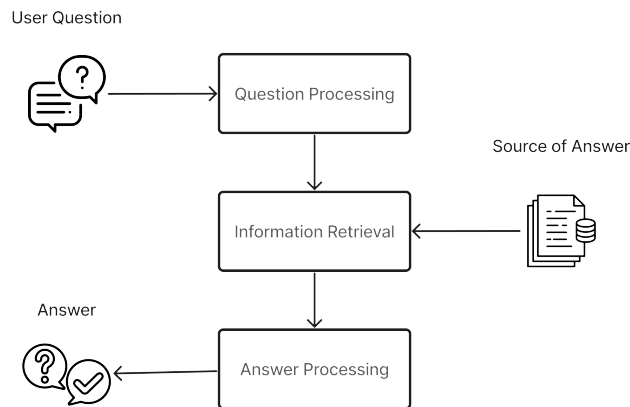 User Question
Question Processing
Source of Answer
Information Retrieval
Answer
Answer Processing